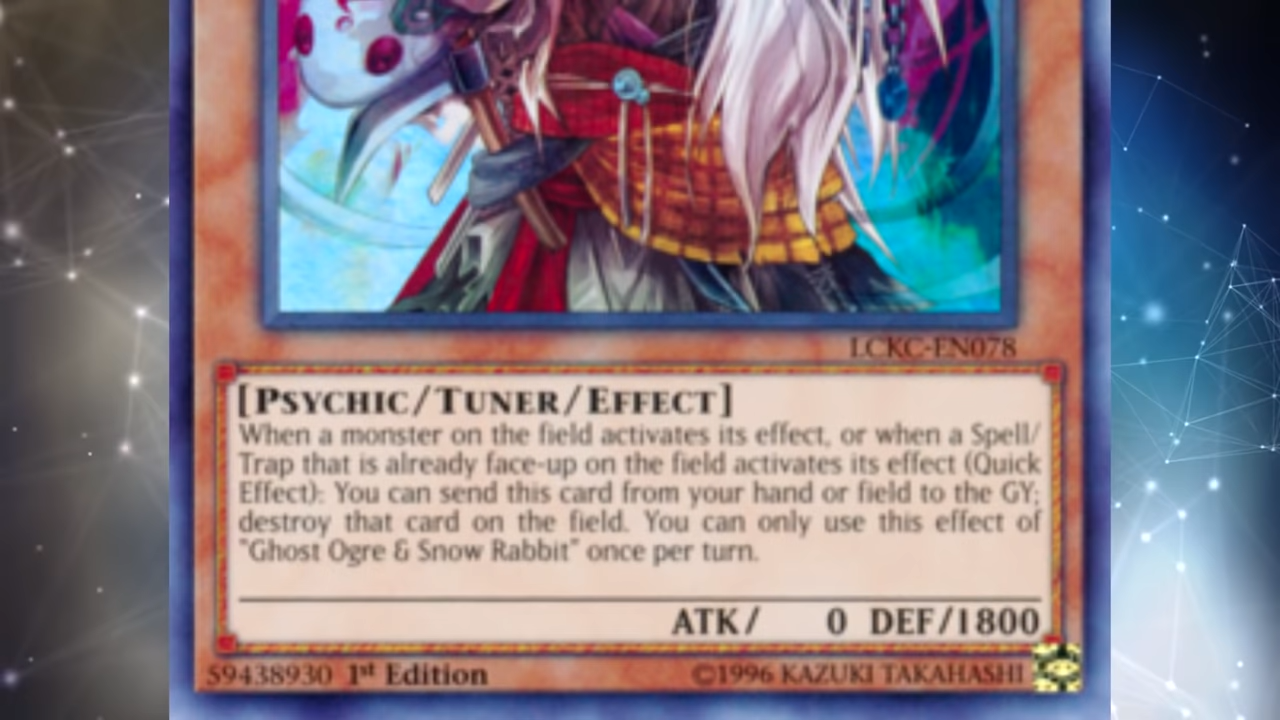 LCKC-EN078
[PSYCHIC/TUNER/EFFECT]
When a monster on the field activates its effect, or when a Spell/
Trap that is already face-up on the field activates its effect (Quick
Effect): You can send this card from your hand or field to the GY;
destroy that card on the field. You can only use this effect of
"Ghost Ogre & Snow Rabbit" once per turn.
ATK/ 0 DEF/1800
59438930 1st Edition ©1996 KAZUKI TAKAHASHI